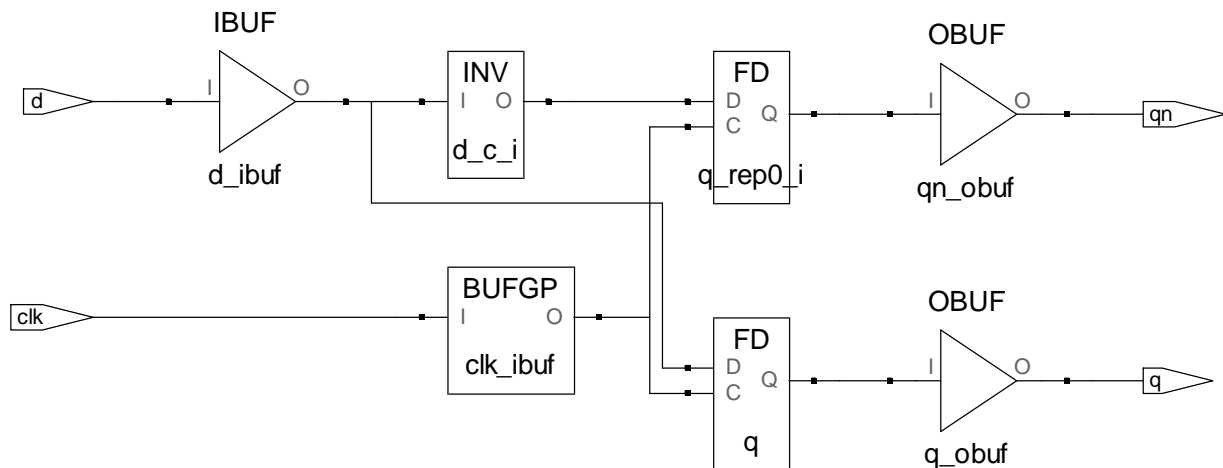 IBUF
d
I
O
d_ibuf
INV
I O
d_c_i
FD
D
Q
C
q_rep0_i
OBUF
I
O
qn_obuf
qn
clk
BUFGP
I O
clk_ibuf
FD
D
Q
C
q
OBUF
I
O
q_obuf
q